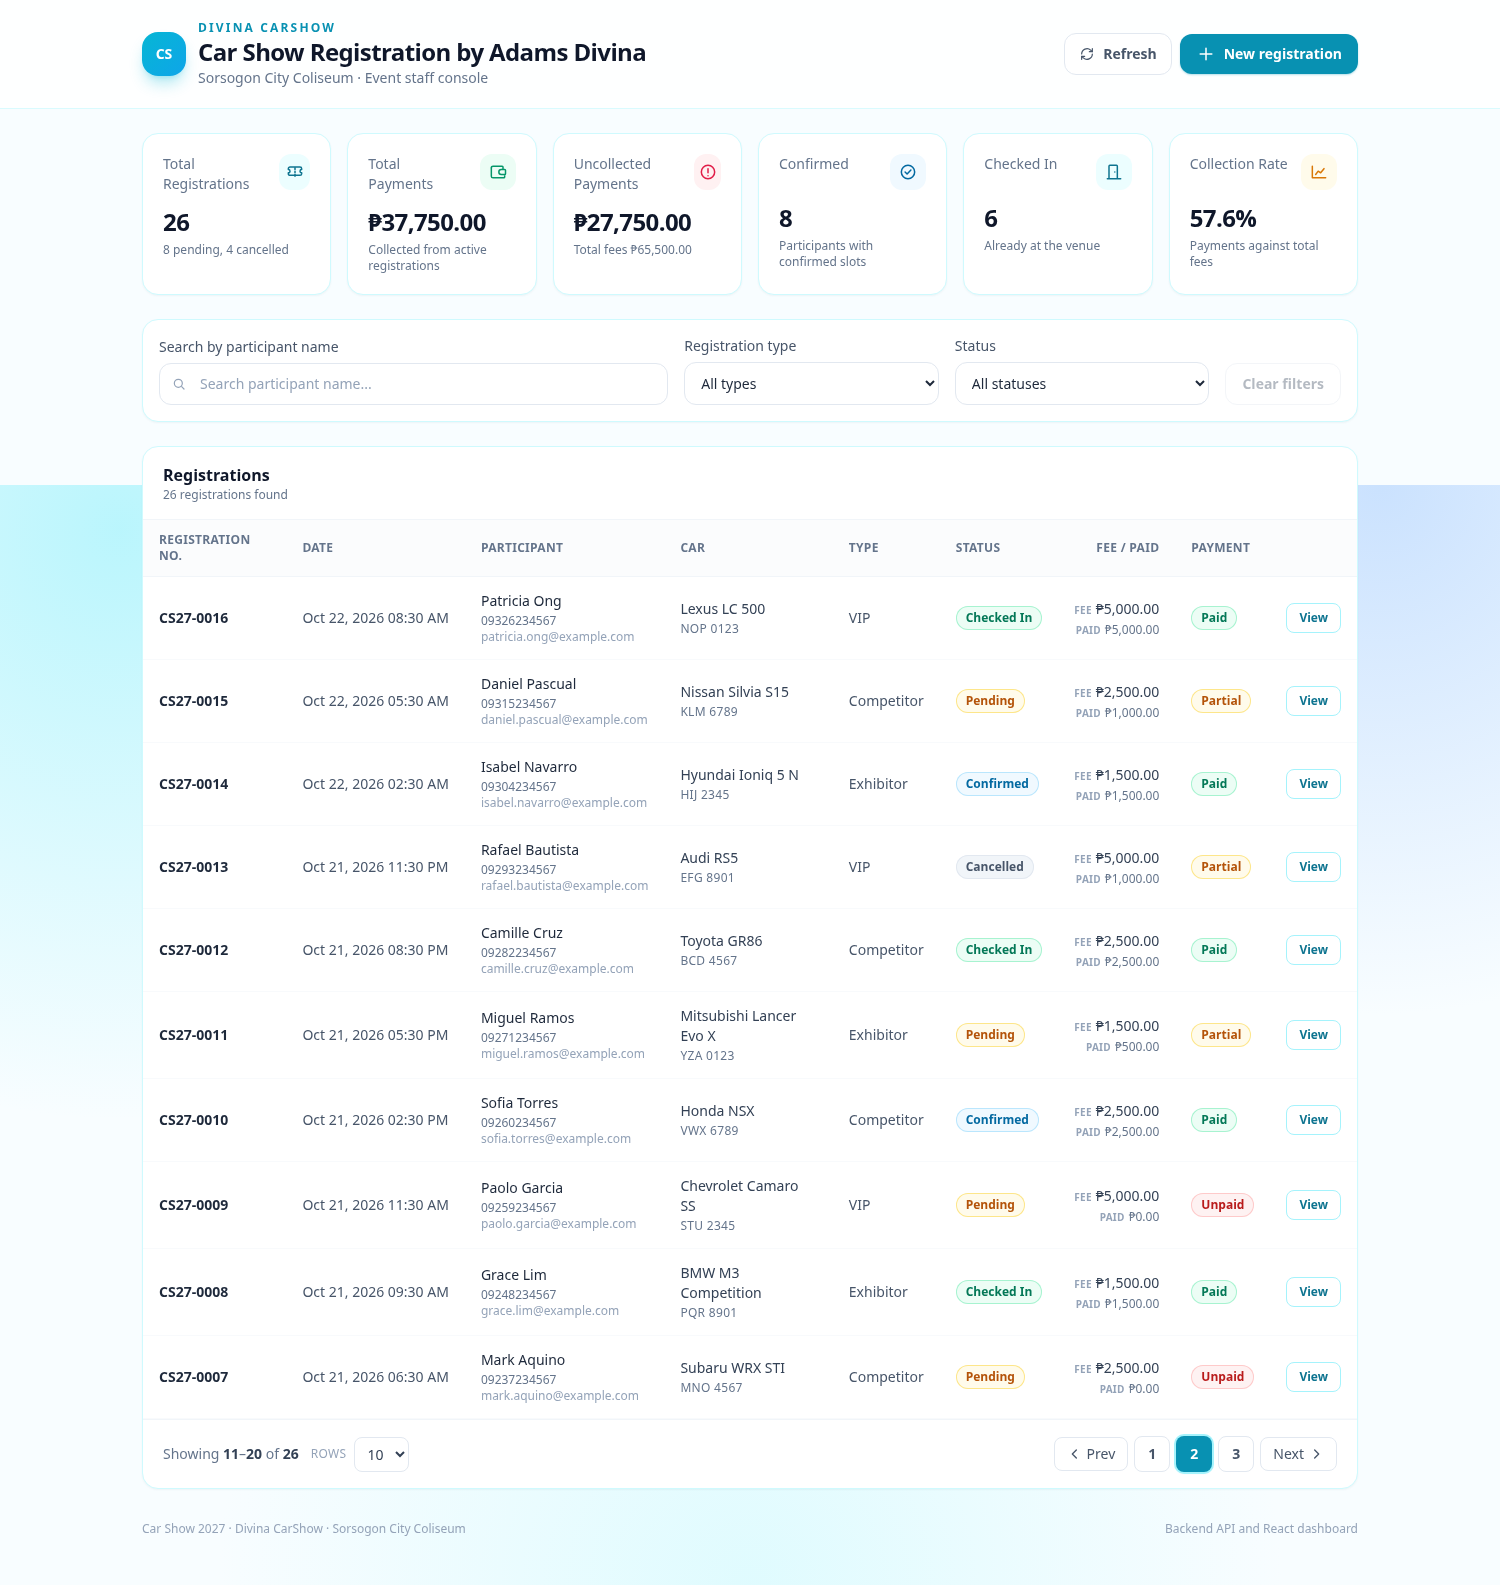 DIVINA CARSHOW
CS
Car Show Registration by Adams Divina
Sorsogon City Coliseum · Event staff console
Refresh
New registration
Total Registrations
26
8 pending, 4 cancelled
Total Payments
₱37,750.00
Collected from active registrations
Uncollected Payments
₱27,750.00
Total fees ₱65,500.00
Confirmed
8
Participants with confirmed slots
Checked In
6
Already at the venue
Collection Rate
57.6%
Payments against total fees
Search by participant name
Search participant name...
Registration type
All types
Status
All statuses
Clear filters
Registrations
26 registrations found
REGISTRATION NO. DATE PARTICIPANT CAR TYPE STATUS FEE / PAID PAYMENT
CS27-0016 Oct 22, 2026 08:30 AM Patricia Ong 09326234567 patricia.ong@example.com Lexus LC 500 NOP 0123 VIP Checked In FEE ₱5,000.00 PAID ₱5,000.00 Paid View
CS27-0015 Oct 22, 2026 05:30 AM Daniel Pascual 09315234567 daniel.pascual@example.com Nissan Silvia S15 KLM 6789 Competitor Pending FEE ₱2,500.00 PAID ₱1,000.00 Partial View
CS27-0014 Oct 22, 2026 02:30 AM Isabel Navarro 09304234567 isabel.navarro@example.com Hyundai Ioniq 5 N HIJ 2345 Exhibitor Confirmed FEE ₱1,500.00 PAID ₱1,500.00 Paid View
CS27-0013 Oct 21, 2026 11:30 PM Rafael Bautista 09293234567 rafael.bautista@example.com Audi RS5 EFG 8901 VIP Cancelled FEE ₱5,000.00 PAID ₱1,000.00 Partial View
CS27-0012 Oct 21, 2026 08:30 PM Camille Cruz 09282234567 camille.cruz@example.com Toyota GR86 BCD 4567 Competitor Checked In FEE ₱2,500.00 PAID ₱2,500.00 Paid View
CS27-0011 Oct 21, 2026 05:30 PM Miguel Ramos 09271234567 miguel.ramos@example.com Mitsubishi Lancer Evo X YZA 0123 Exhibitor Pending FEE ₱1,500.00 PAID ₱500.00 Partial View
CS27-0010 Oct 21, 2026 02:30 PM Sofia Torres 09260234567 sofia.torres@example.com Honda NSX VWX 6789 Competitor Confirmed FEE ₱2,500.00 PAID ₱2,500.00 Paid View
CS27-0009 Oct 21, 2026 11:30 AM Paolo Garcia 09259234567 paolo.garcia@example.com Chevrolet Camaro SS STU 2345 VIP Pending FEE ₱5,000.00 PAID ₱0.00 Unpaid View
CS27-0008 Oct 21, 2026 09:30 AM Grace Lim 09248234567 grace.lim@example.com BMW M3 Competition PQR 8901 Exhibitor Checked In FEE ₱1,500.00 PAID ₱1,500.00 Paid View
CS27-0007 Oct 21, 2026 06:30 AM Mark Aquino 09237234567 mark.aquino@example.com Subaru WRX STI MNO 4567 Competitor Pending FEE ₱2,500.00 PAID ₱0.00 Unpaid View
Showing 11–20 of 26 ROWS 10 Prev 1 2 3 Next
Car Show 2027 · Divina CarShow · Sorsogon City Coliseum
Backend API and React dashboard